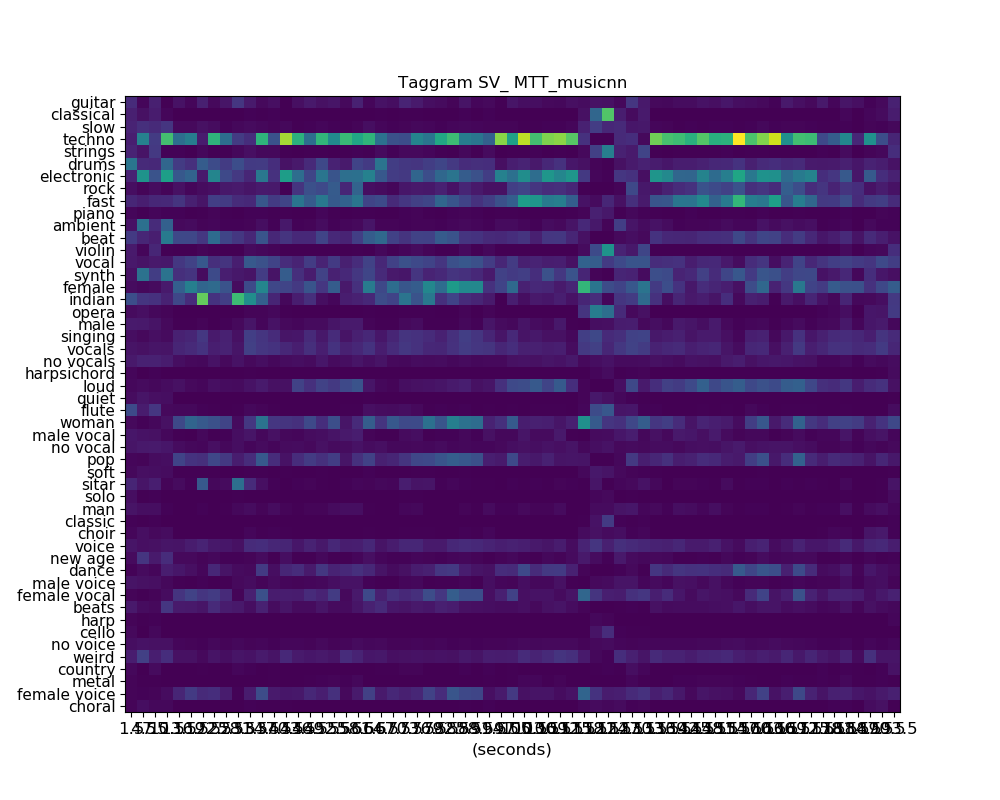 Taggram SV_ MTT_musicnn
guitar
classical
slow
techno
strings
drums
electronic
rock
fast
piano
ambient
beat
violin
vocal
synth
female
indian
opera
male
singing
vocals
no vocals
harpsichord
loud
quiet
flute
woman
male vocal
no vocal
pop
soft
sitar
solo
man
classic
choir
voice
new age
dance
male voice
female vocal
beats
harp
cello
no voice
weird
country
metal
female voice
choral
(seconds)